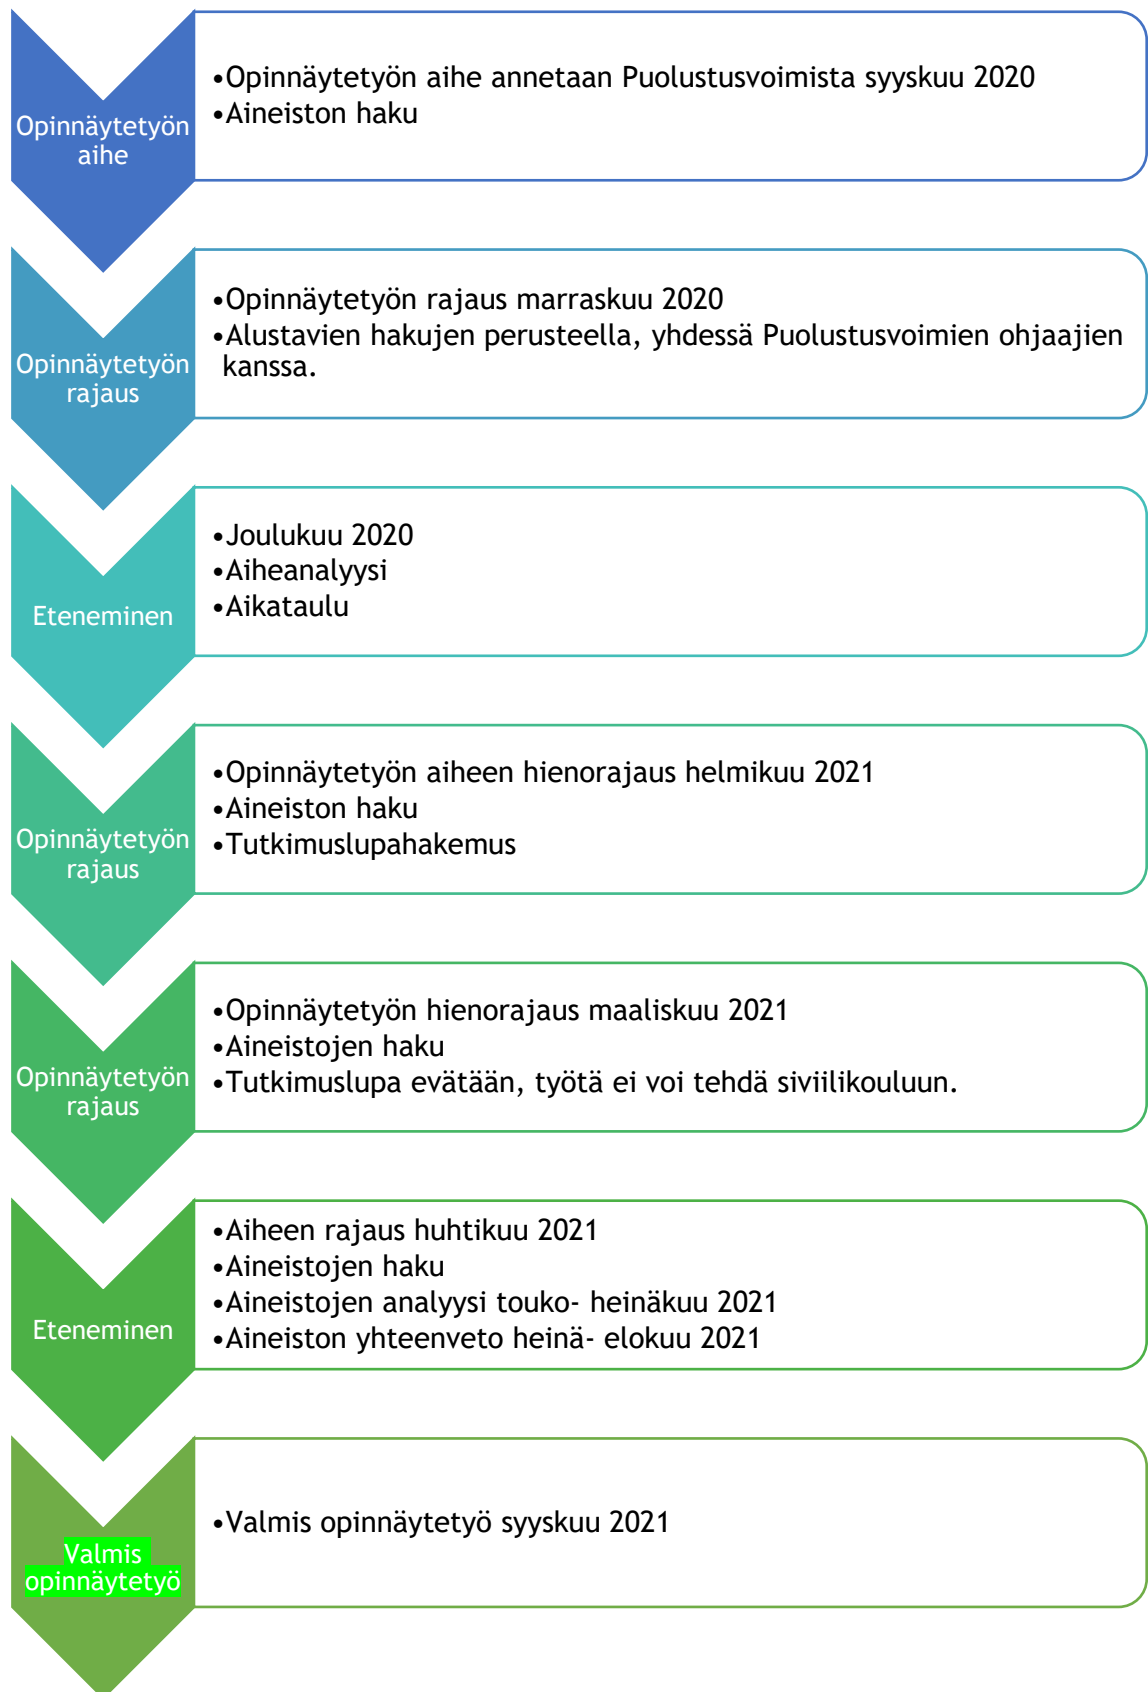 Opinnäytetyön
aihe
•Opinnäytetyön aihe annetaan Puolustusvoimista syyskuu 2020
•Aineiston haku
Opinnäytetyön
rajaus
•Opinnäytetyön rajaus marraskuu 2020
•Alustavien hakujen perusteella, yhdessä Puolustusvoimien ohjaajien
kanssa.
Eteneminen
•Joulukuu 2020
•Aiheanalyysi
•Aikataulu
Opinnäytetyön
rajaus
•Opinnäytetyön aiheen hienorajaus helmikuu 2021
•Aineiston haku
•Tutkimuslupahakemus
Opinnäytetyön
rajaus
•Opinnäytetyön hienorajaus maaliskuu 2021
•Aineistojen haku
•Tutkimuslupa evätään, työtä ei voi tehdä siviilikouluun.
Eteneminen
•Aiheen rajaus huhtikuu 2021
•Aineistojen haku
•Aineistojen analyysi touko- heinäkuu 2021
•Aineiston yhteenveto heinä- elokuu 2021
Valmis
opinnäytetyö
•Valmis opinnäytetyö syyskuu 2021